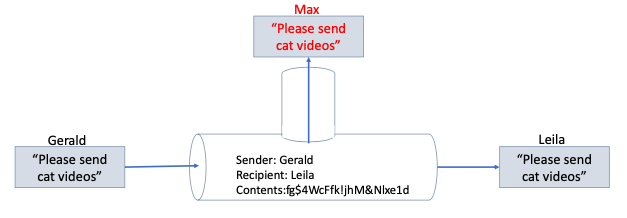 Max
“Please send
cat videos”
Gerald
“Please send
cat videos”
Sender: Gerald
Recipient: Leila
Contents:fg$4WcFfk!jhM&Nlxe1d
Leila
“Please send
cat videos”